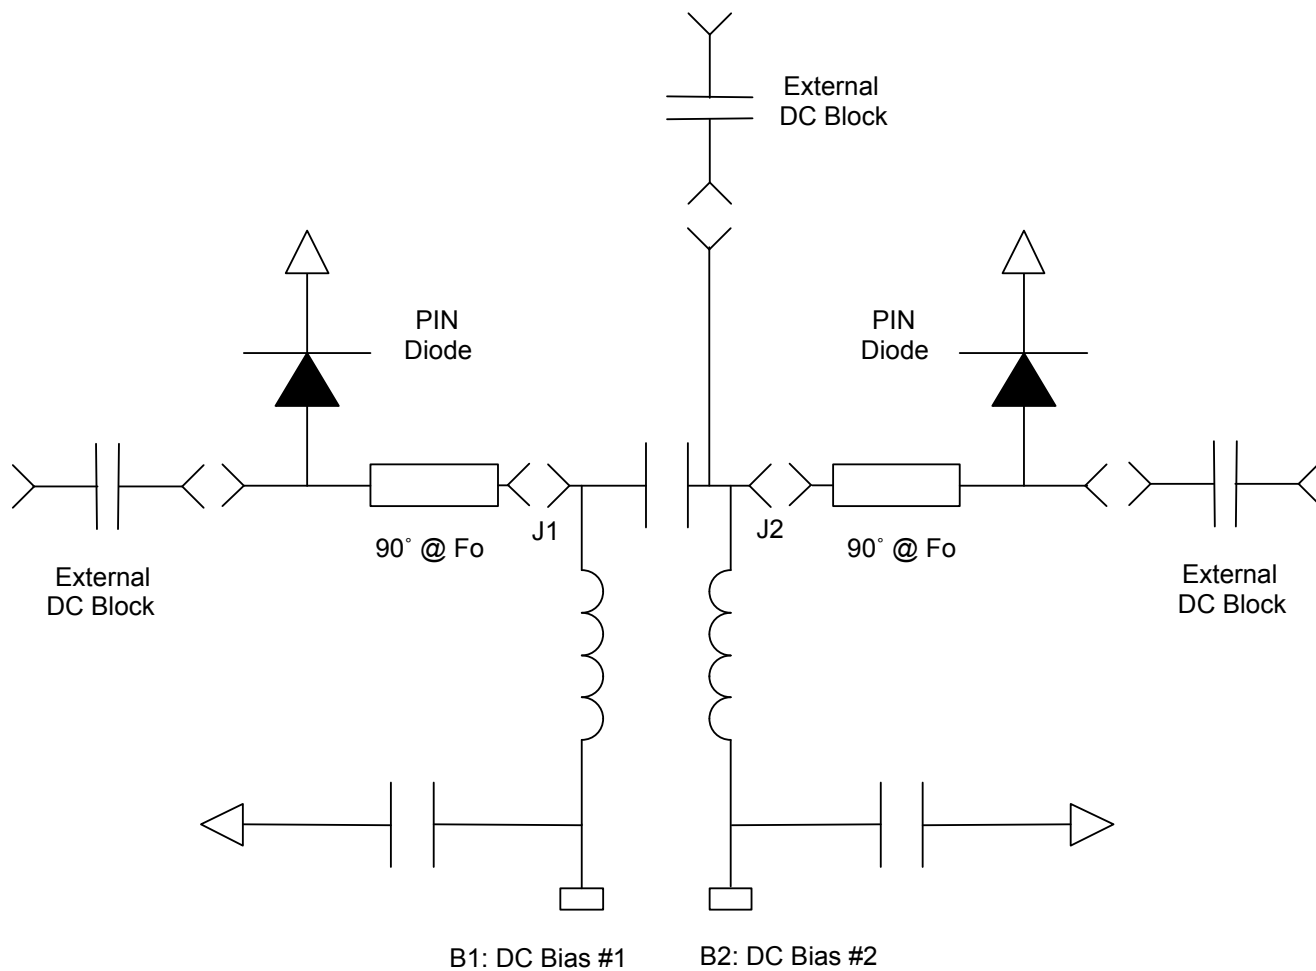 External
DC Block
PIN
Diode
PIN
Diode
J1
J2
90° @ Fo
90° @ Fo
External
DC Block
External
DC Block
B1: DC Bias #1
B2: DC Bias #2